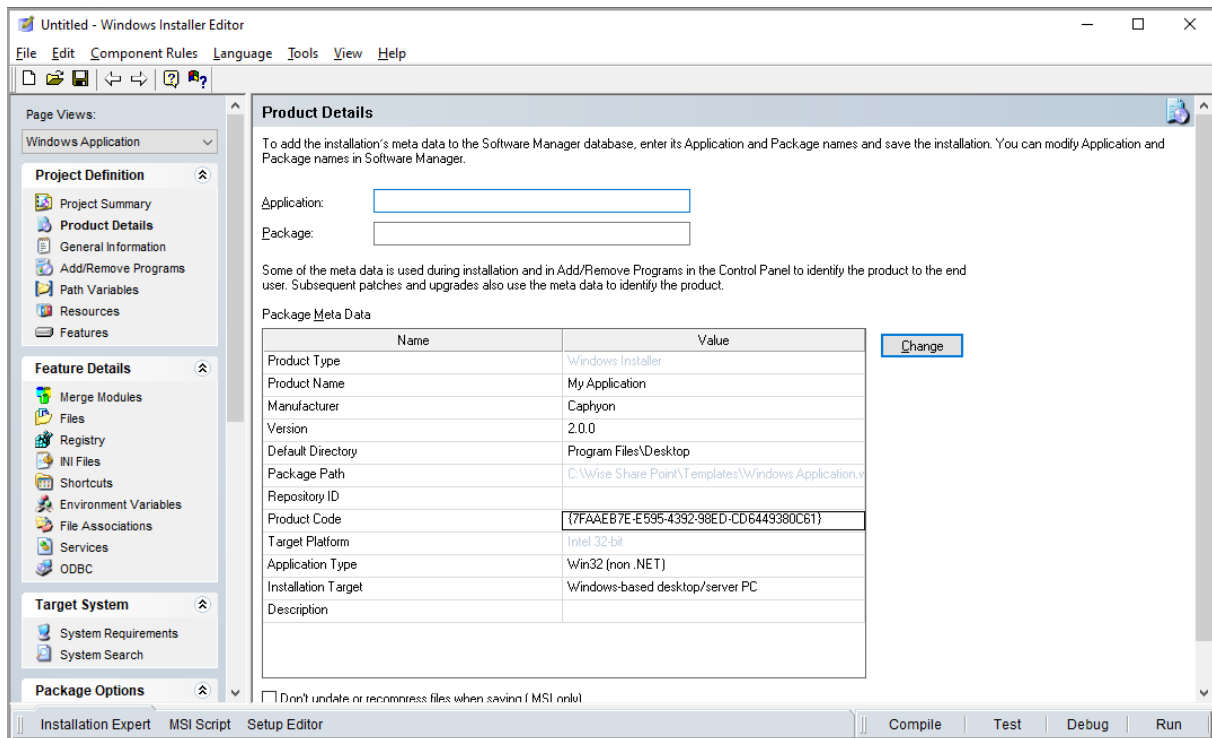 Untitled - Windows Installer Editor
File Edit Component Rules Language Tools View Help
Page Views:
Windows Application
Project Definition
Project Summary
Product Details
General Information
Add/Remove Programs
Path Variables
Resources
Features
Feature Details
Merge Modules
Files
Registry
INI Files
Shortcuts
Environment Variables
File Associations
Services
ODBC
Target System
System Requirements
System Search
Package Options
Product Details
To add the installation's meta data to the Software Manager database, enter its Application and Package names and save the installation. You can modify Application and
Package names in Software Manager.
Application:
Package:
Some of the meta data is used during installation and in Add/Remove Programs in the Control Panel to identify the product to the end
user. Subsequent patches and upgrades also use the meta data to identify the product.
Package Meta Data
Name Value
Product Type Windows Installer
Product Name My Application
Manufacturer Caphyon
Version 2.0.0
Default Directory Program Files\Desktop
Package Path C:\Wise Share Point\Templates\Windows Application.w
Repository ID
Product Code {7FAAEB7E-E595-4392-98ED-CD6449380C61}
Target Platform Intel 32-bit
Application Type Win32 (non .NET)
Installation Target Windows-based desktop/server PC
Description
Change
Don't update or recompress files when saving (.MSI only)
Installation Expert MSI Script Setup Editor Compile Test Debug Run